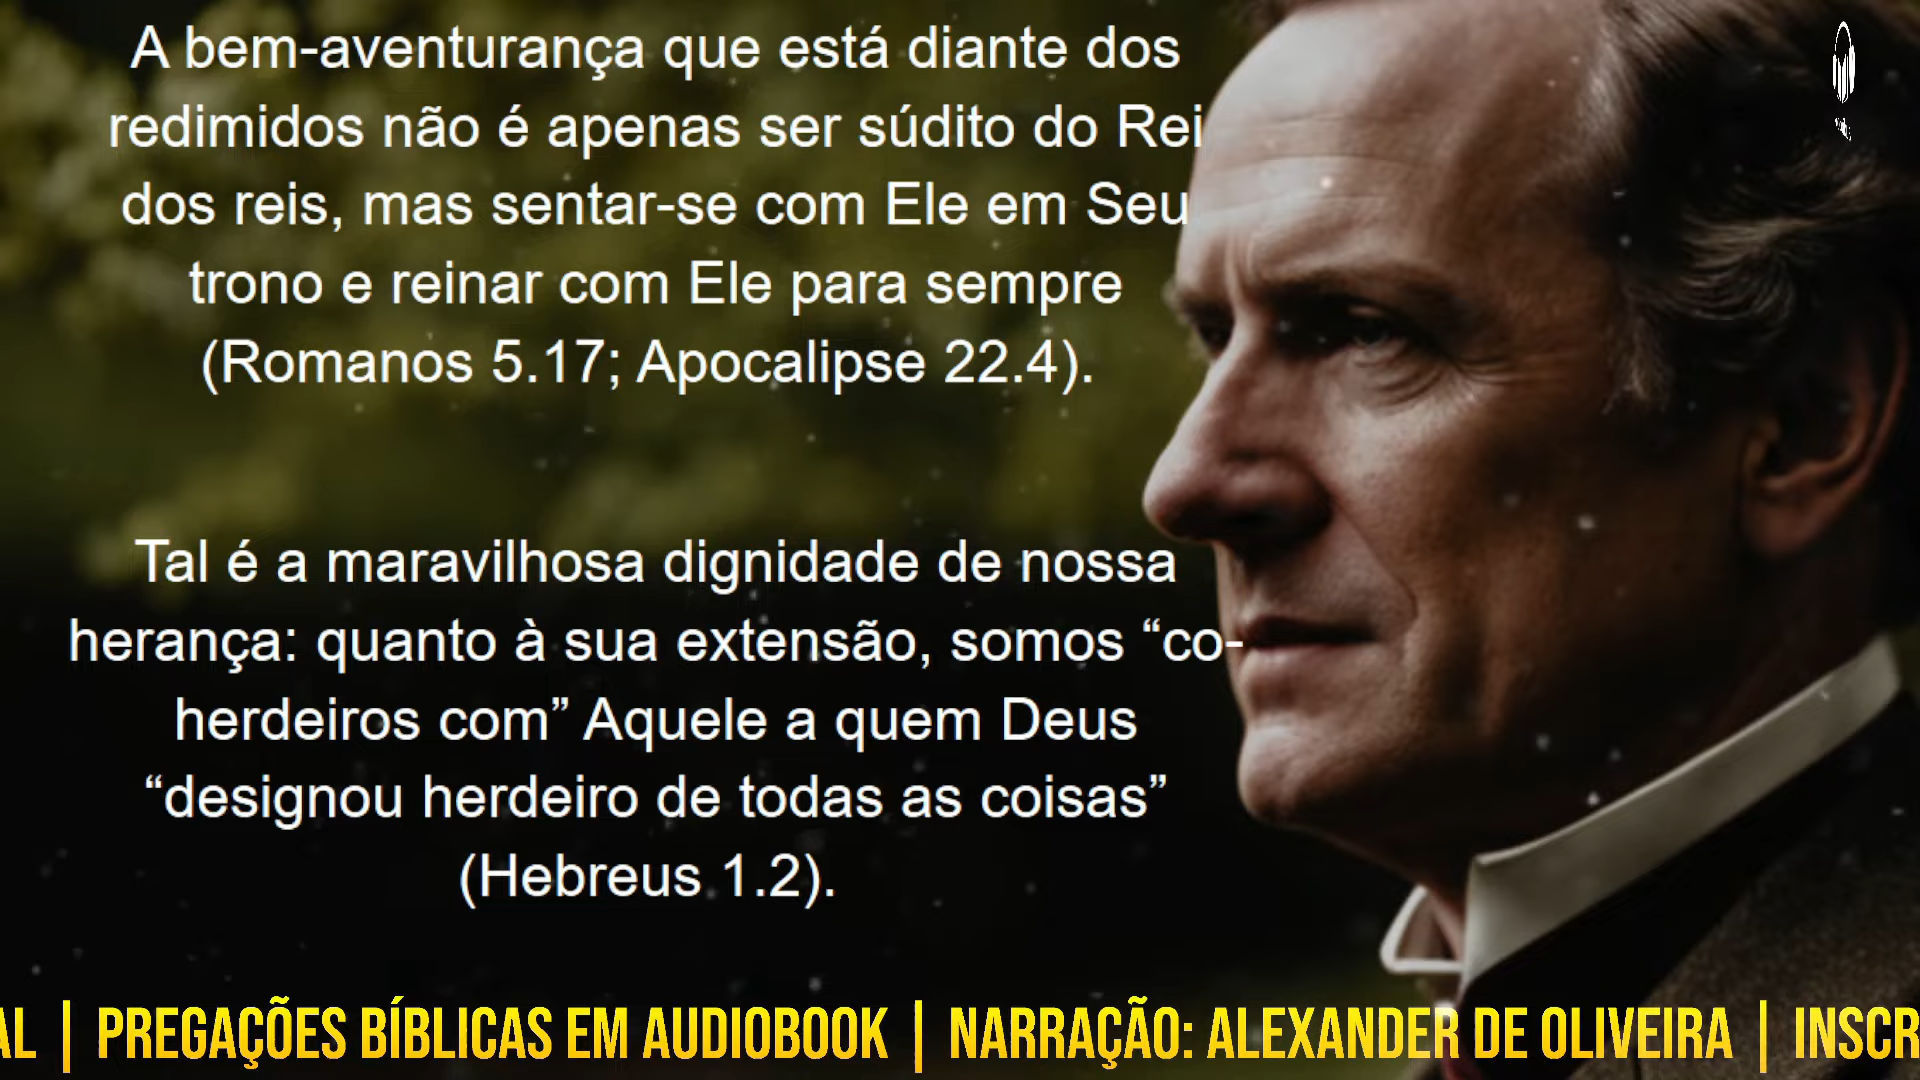 A bem-aventurança que está diante dos
redimidos não é apenas ser súdito do Rei
dos reis, mas sentar-se com Ele em Seu
trono e reinar com Ele para sempre
(Romanos 5.17; Apocalipse 22.4).
Tal é a maravilhosa dignidade de nossa
herança: quanto à sua extensão, somos “co-
herdeiros com” Aquele a quem Deus
“designou herdeiro de todas as coisas”
(Hebreus 1.2).
AL | PREGAÇÕES BÍBLICAS EM AUDIOBOOK | NARRAÇÃO: ALEXANDER DE OLIVEIRA | INSCR